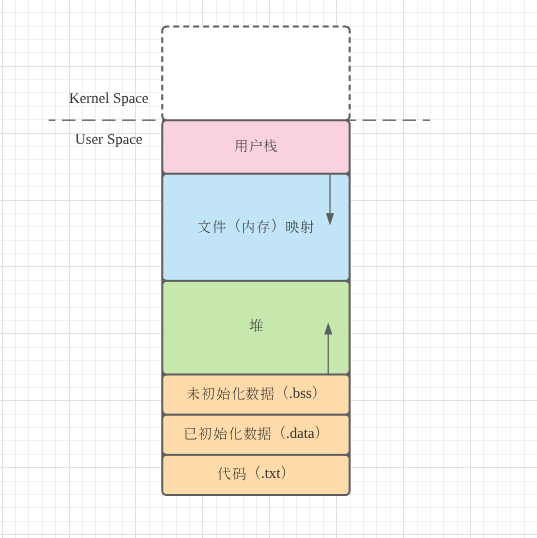 Kernel Space
User Space
用户栈
文件（内存）映射
堆
未初始化数据（.bss）
已初始化数据（.data）
代码（.txt）